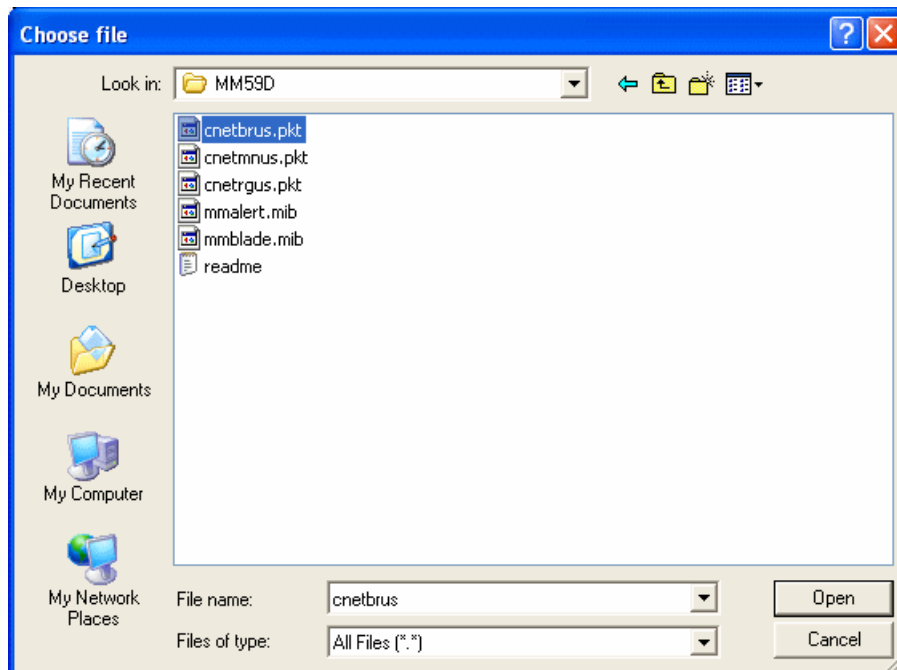 Choose file
Look in: MM59D
cnetbrus.pkt
cnetmnus.pkt
cnetrgus.pkt
mmalert.mib
mmblade.mib
readme
My Recent
Documents
Desktop
My Documents
My Computer
My Network
Places
File name: cnetbrus Open
Files of type: All Files (*.*) Cancel